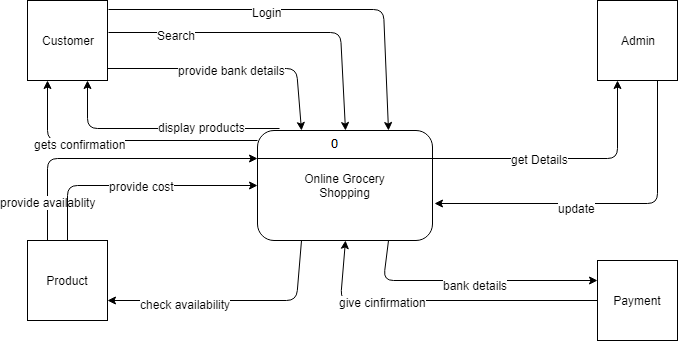 Login
Customer
Admin
Search
provide bank details
display products
gets confirmation
0
get Details
Online Grocery
Shopping
provide cost
provide availablity
update
Product
bank details
Payment
check availability
give cinfirmation